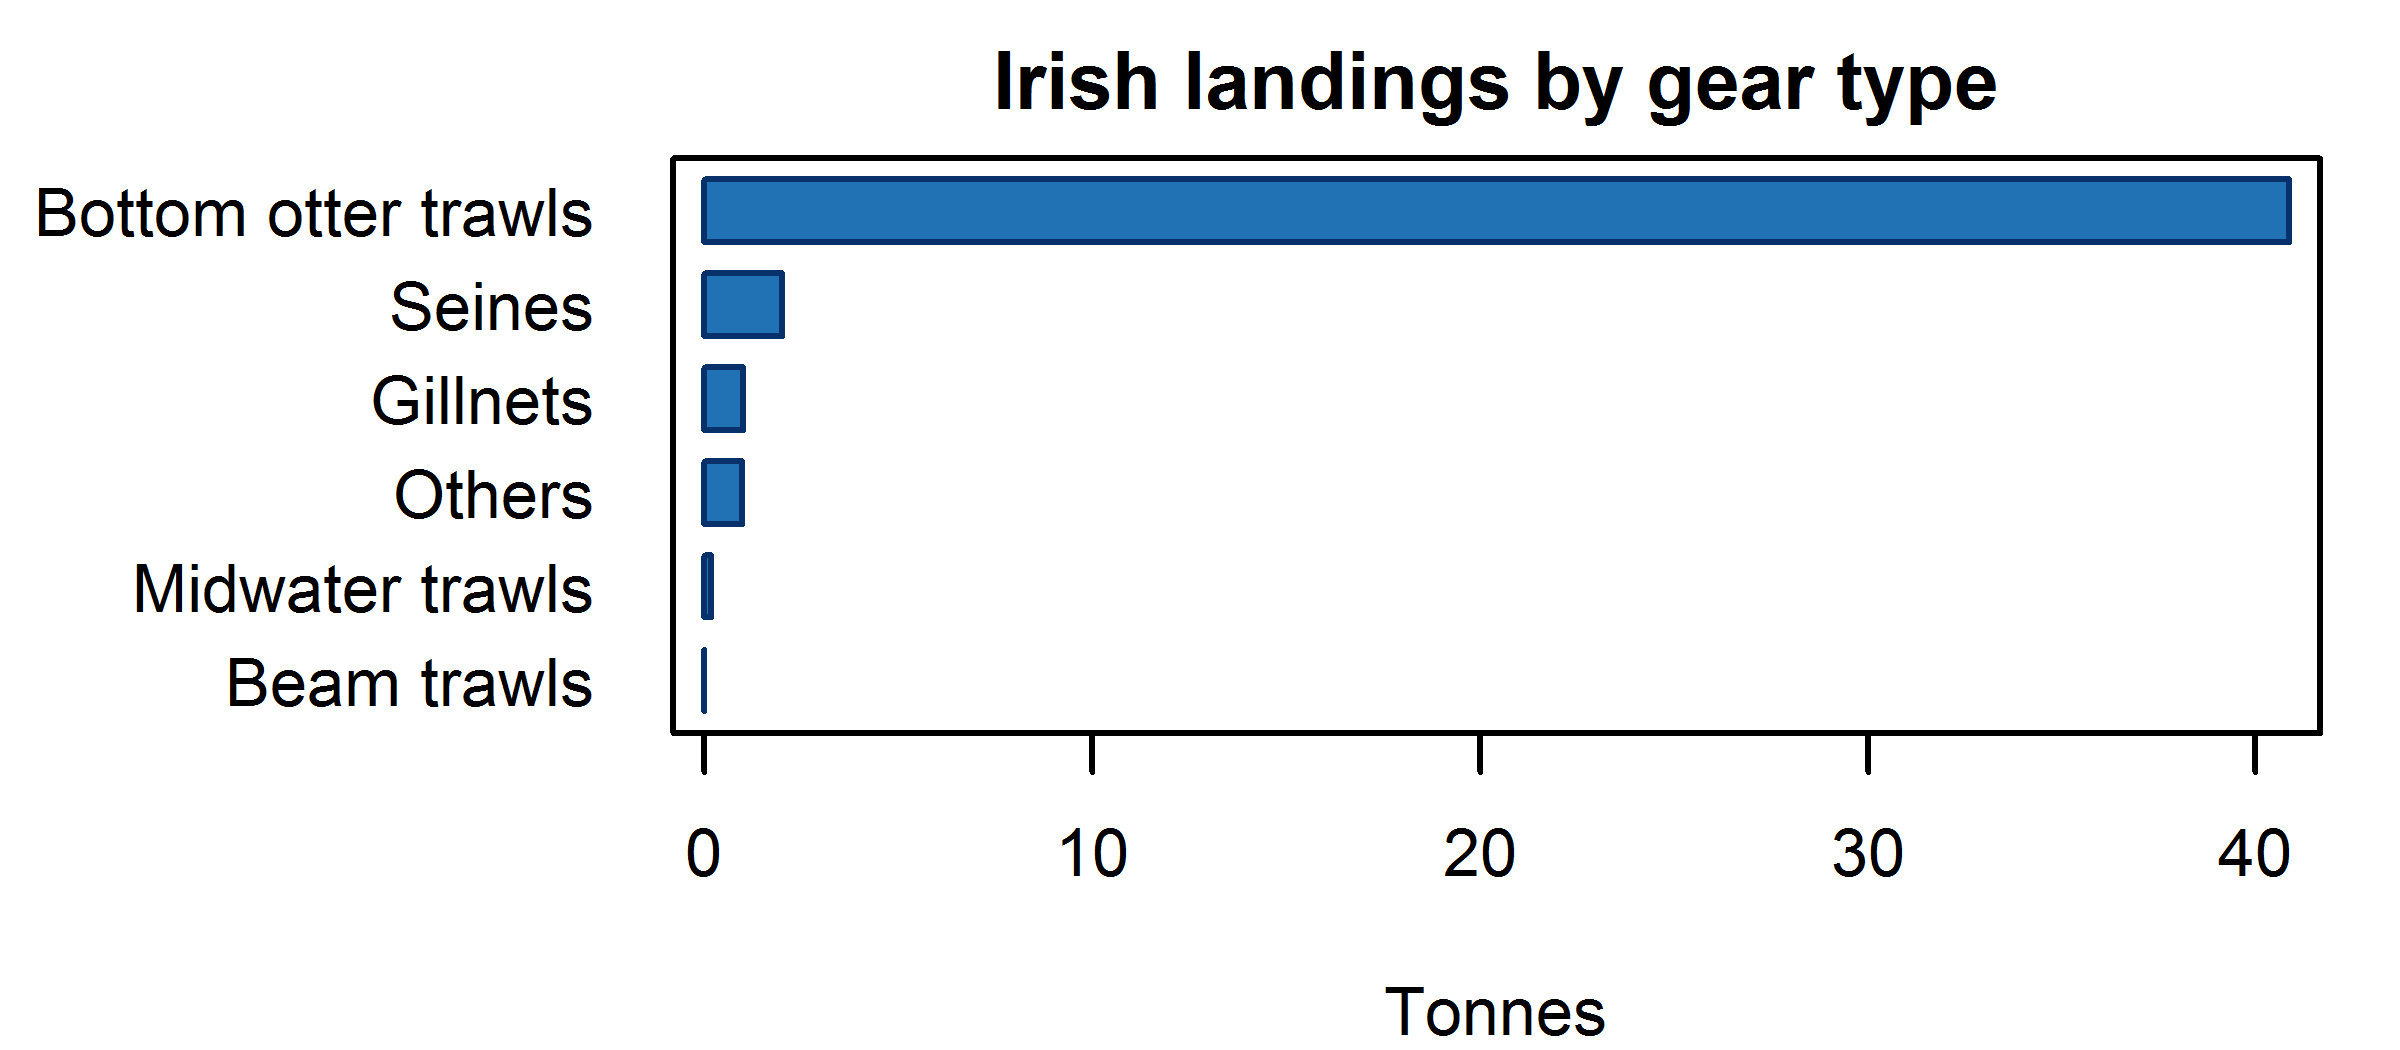 Irish landings by gear type
Bottom otter trawls
Seines
Gillnets
Others
Midwater trawls
Beam trawls
0 10 20 30 40
Tonnes